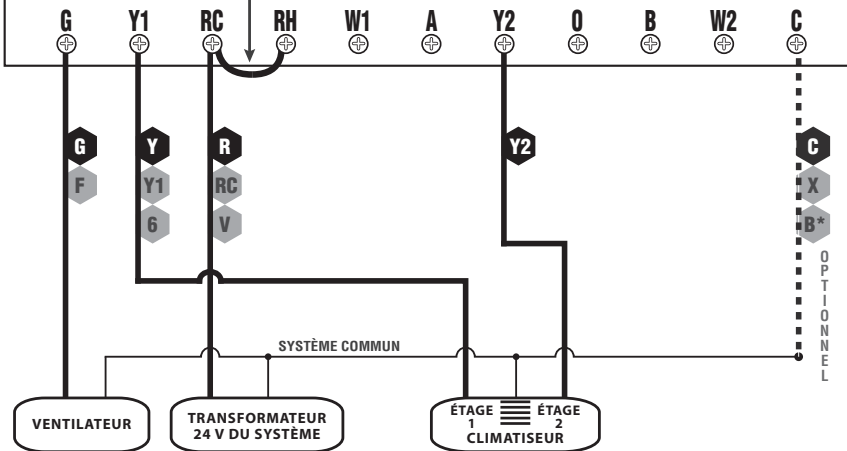 G Y1 RC RH W1 A Y2 O B W2 C
G Y R Y2 C
F Y1 RC X
6 V B*
OPTIONNEL
SYSTÈME COMMUN
VENTILATEUR
TRANSFORMATEUR
24 V DU SYSTÈME
ÉTAGE
1
ÉTAGE
2
CLIMATISEUR